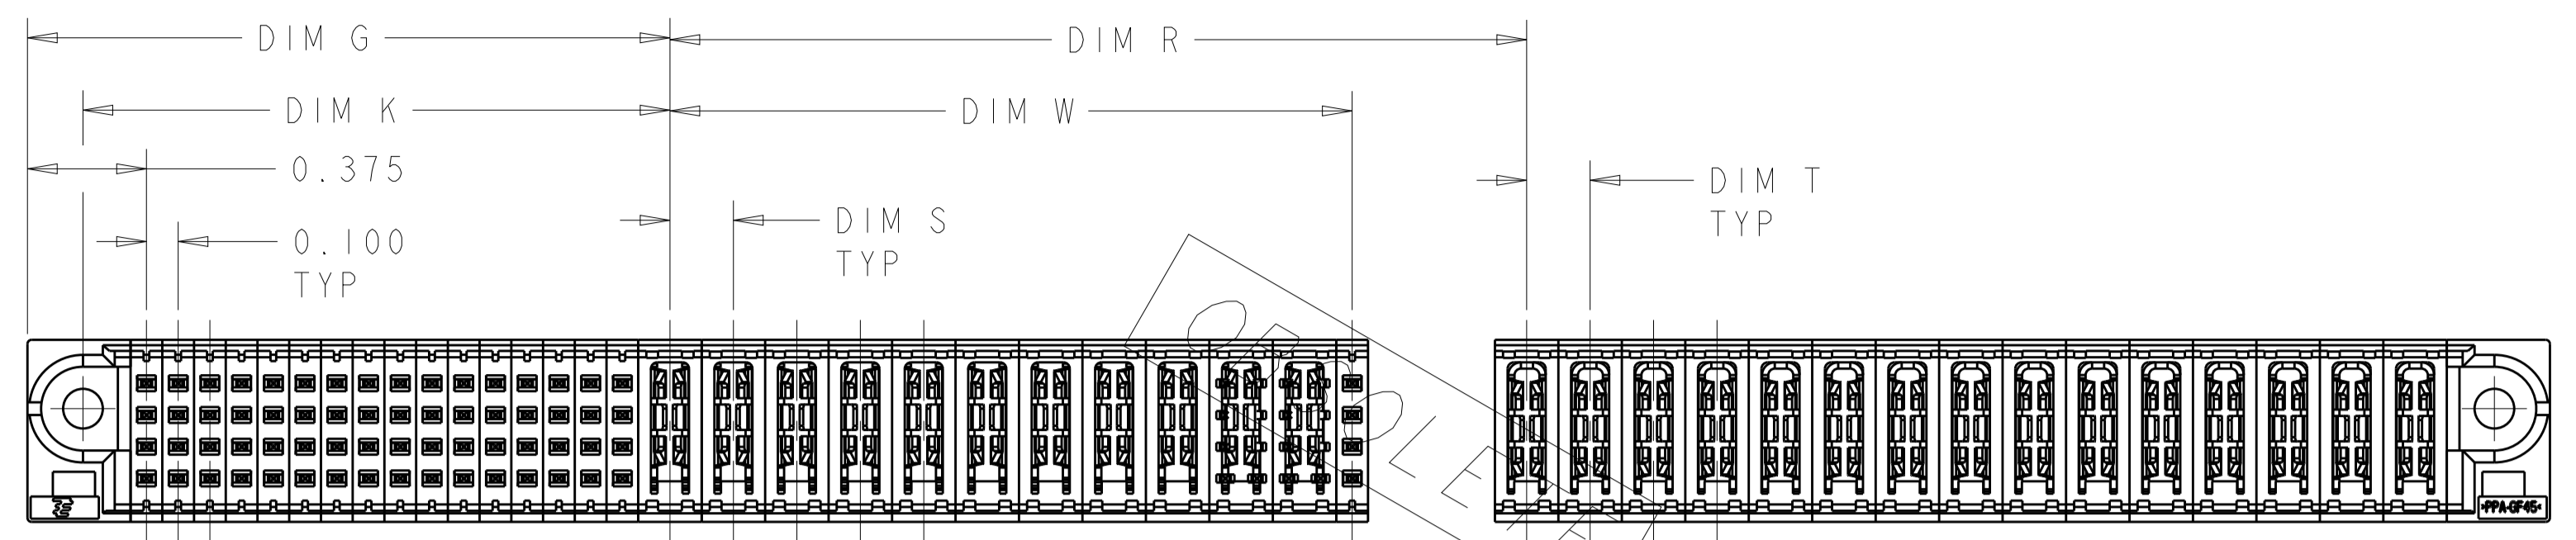 DIM G
DIM R
DIM K
DIM W
0.375
DIM T
TYP
DIM S
TYP
0.100
TYP
OBSOLETE
>PPA-GF45<